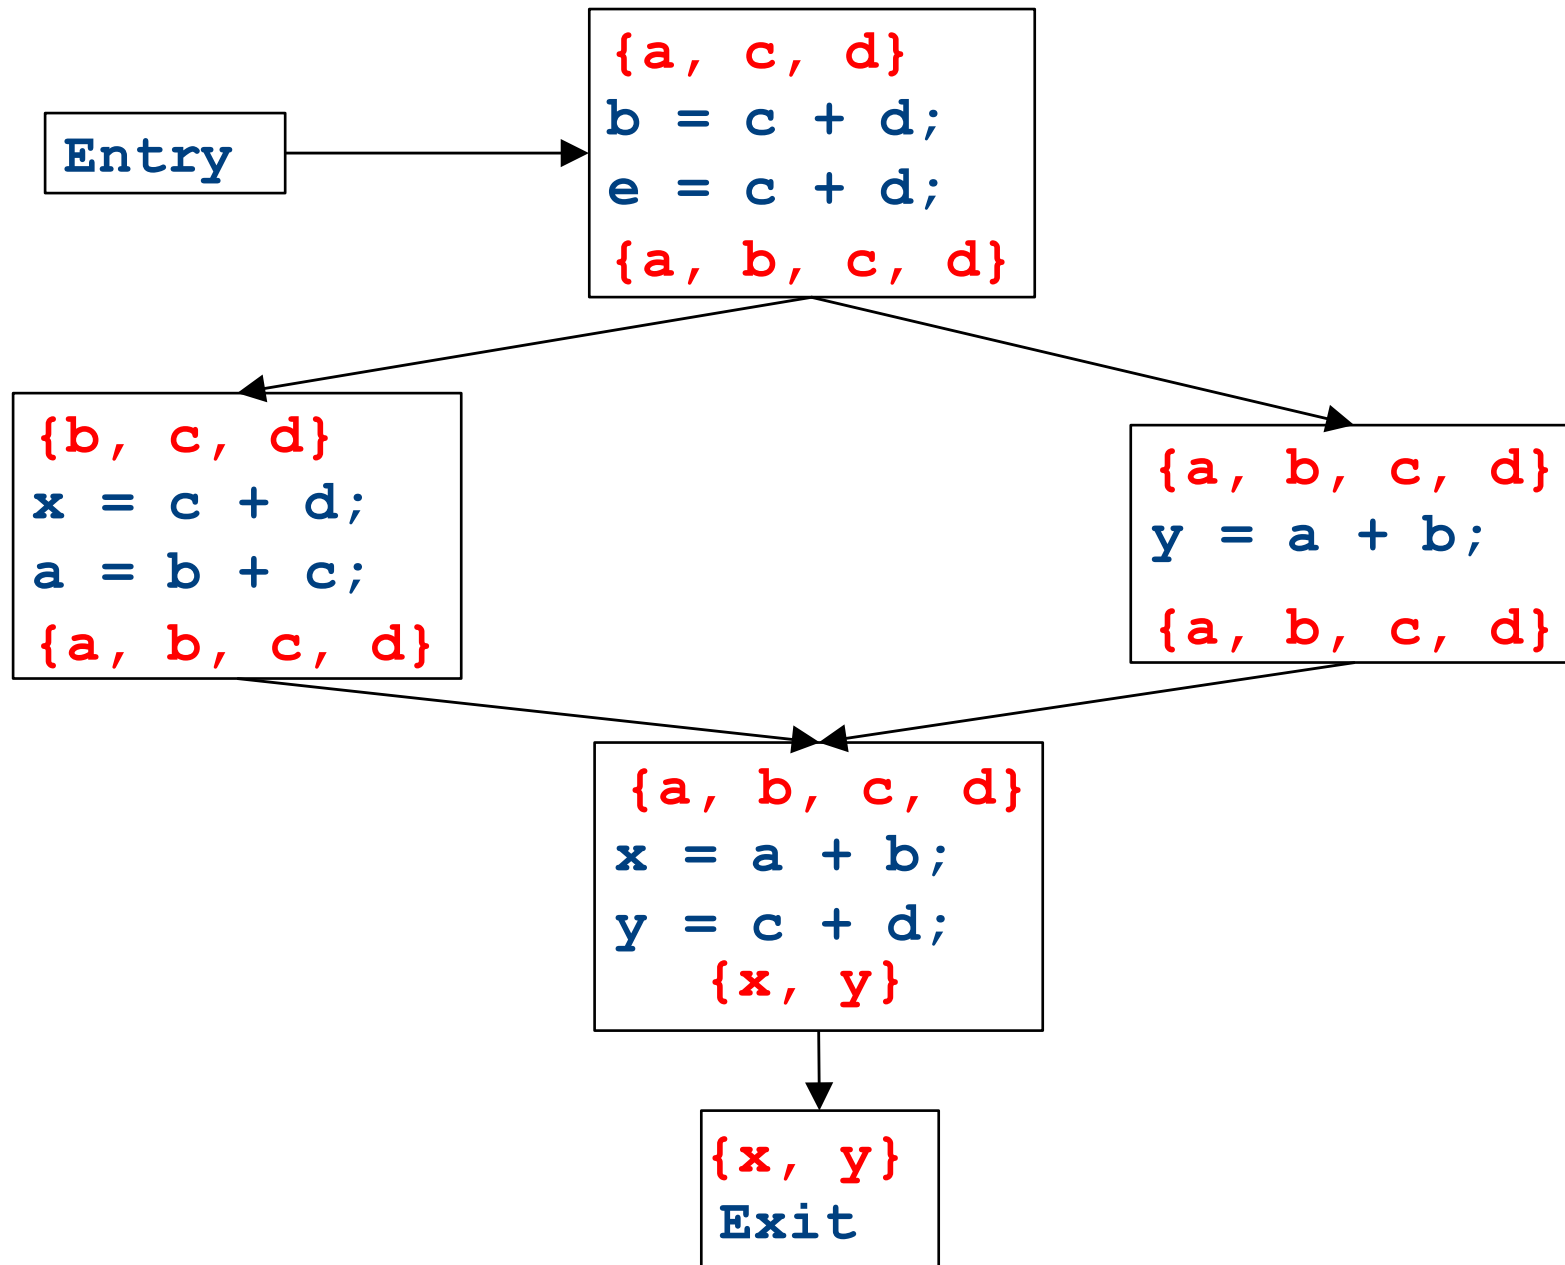 Entry
{a, c, d}
b = c + d;
e = c + d;
{a, b, c, d}
{b, c, d}
x = c + d;
a = b + c;
{a, b, c, d}
{a, b, c, d}
y = a + b;
{a, b, c, d}
{a, b, c, d}
x = a + b;
y = c + d;
{x, y}
{x, y}
Exit